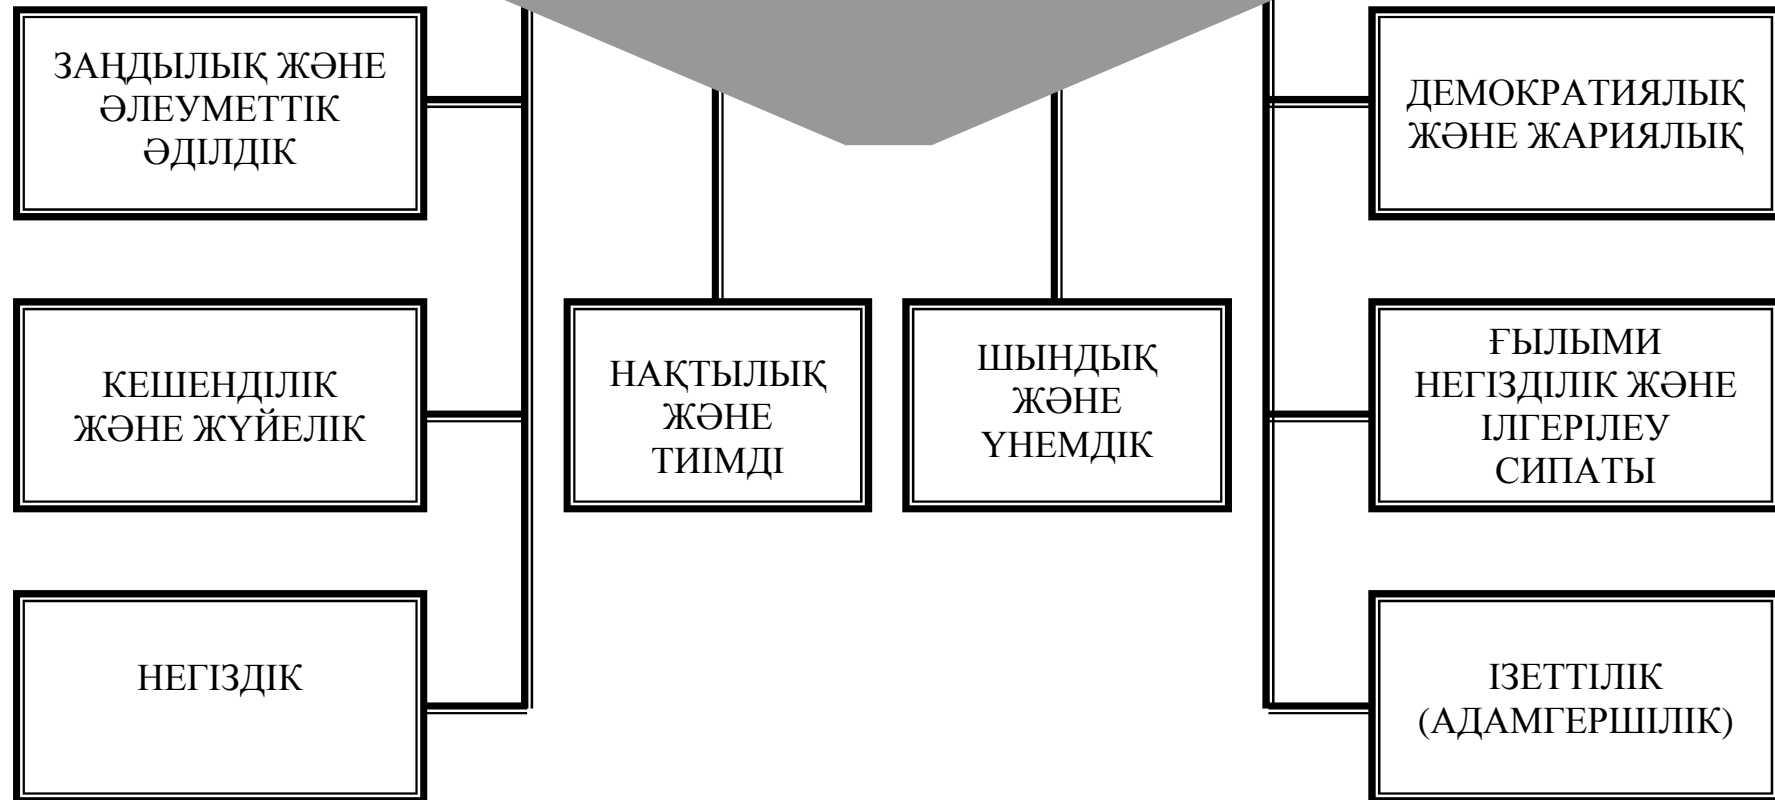 ЗАҢДЫЛЫҚ ЖӘНЕ
ӘЛЕУМЕТТІК
ӘДІЛДІК
ДЕМОКРАТИЯЛЫҚ
ЖӘНЕ ЖАРИЯЛЫҚ
КЕШЕНДІЛІК
ЖӘНЕ ЖҮЙЕЛІК
НАҚТЫЛЫҚ
ЖӘНЕ
ТИІМДІ
ШЫНДЫҚ
ЖӘНЕ
ҮНЕМДІК
ҒЫЛЫМИ
НЕГІЗДІЛІК ЖӘНЕ
ІЛГЕРІЛЕУ
СИПАТЫ
НЕГІЗДІК
ІЗЕТТІЛІК
(АДАМГЕРШІЛІК)